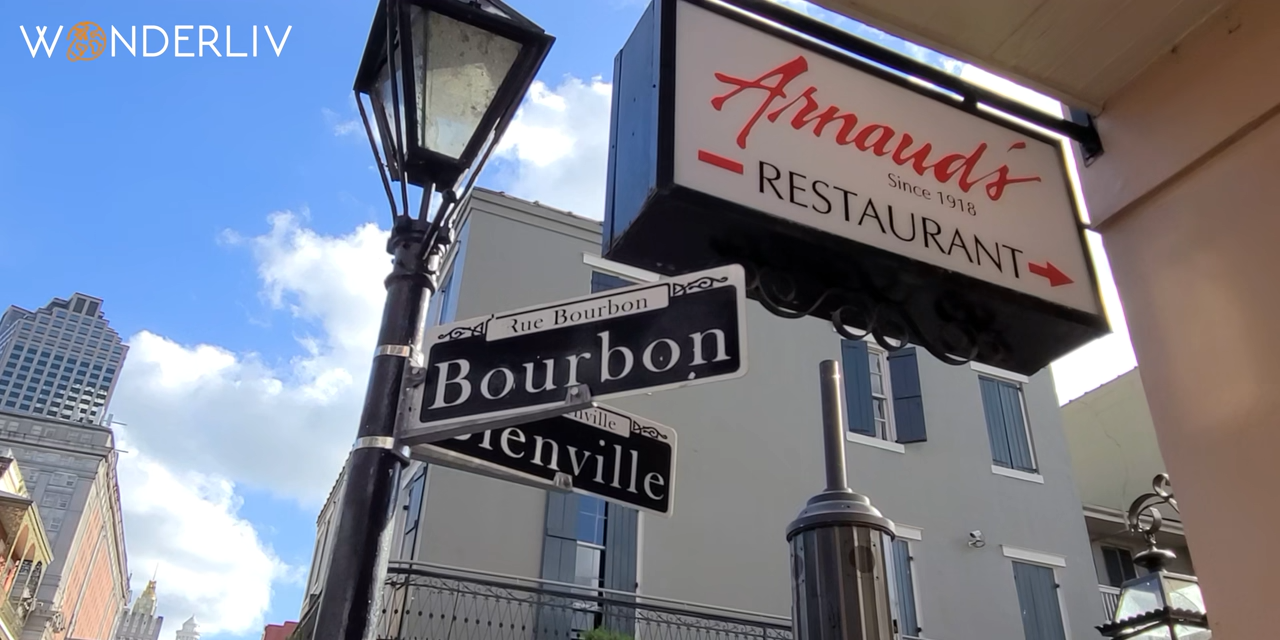 WONDERLIV
Arnaud's
Since 1918
RESTAURANT
Rue Bourbon
Bourbon